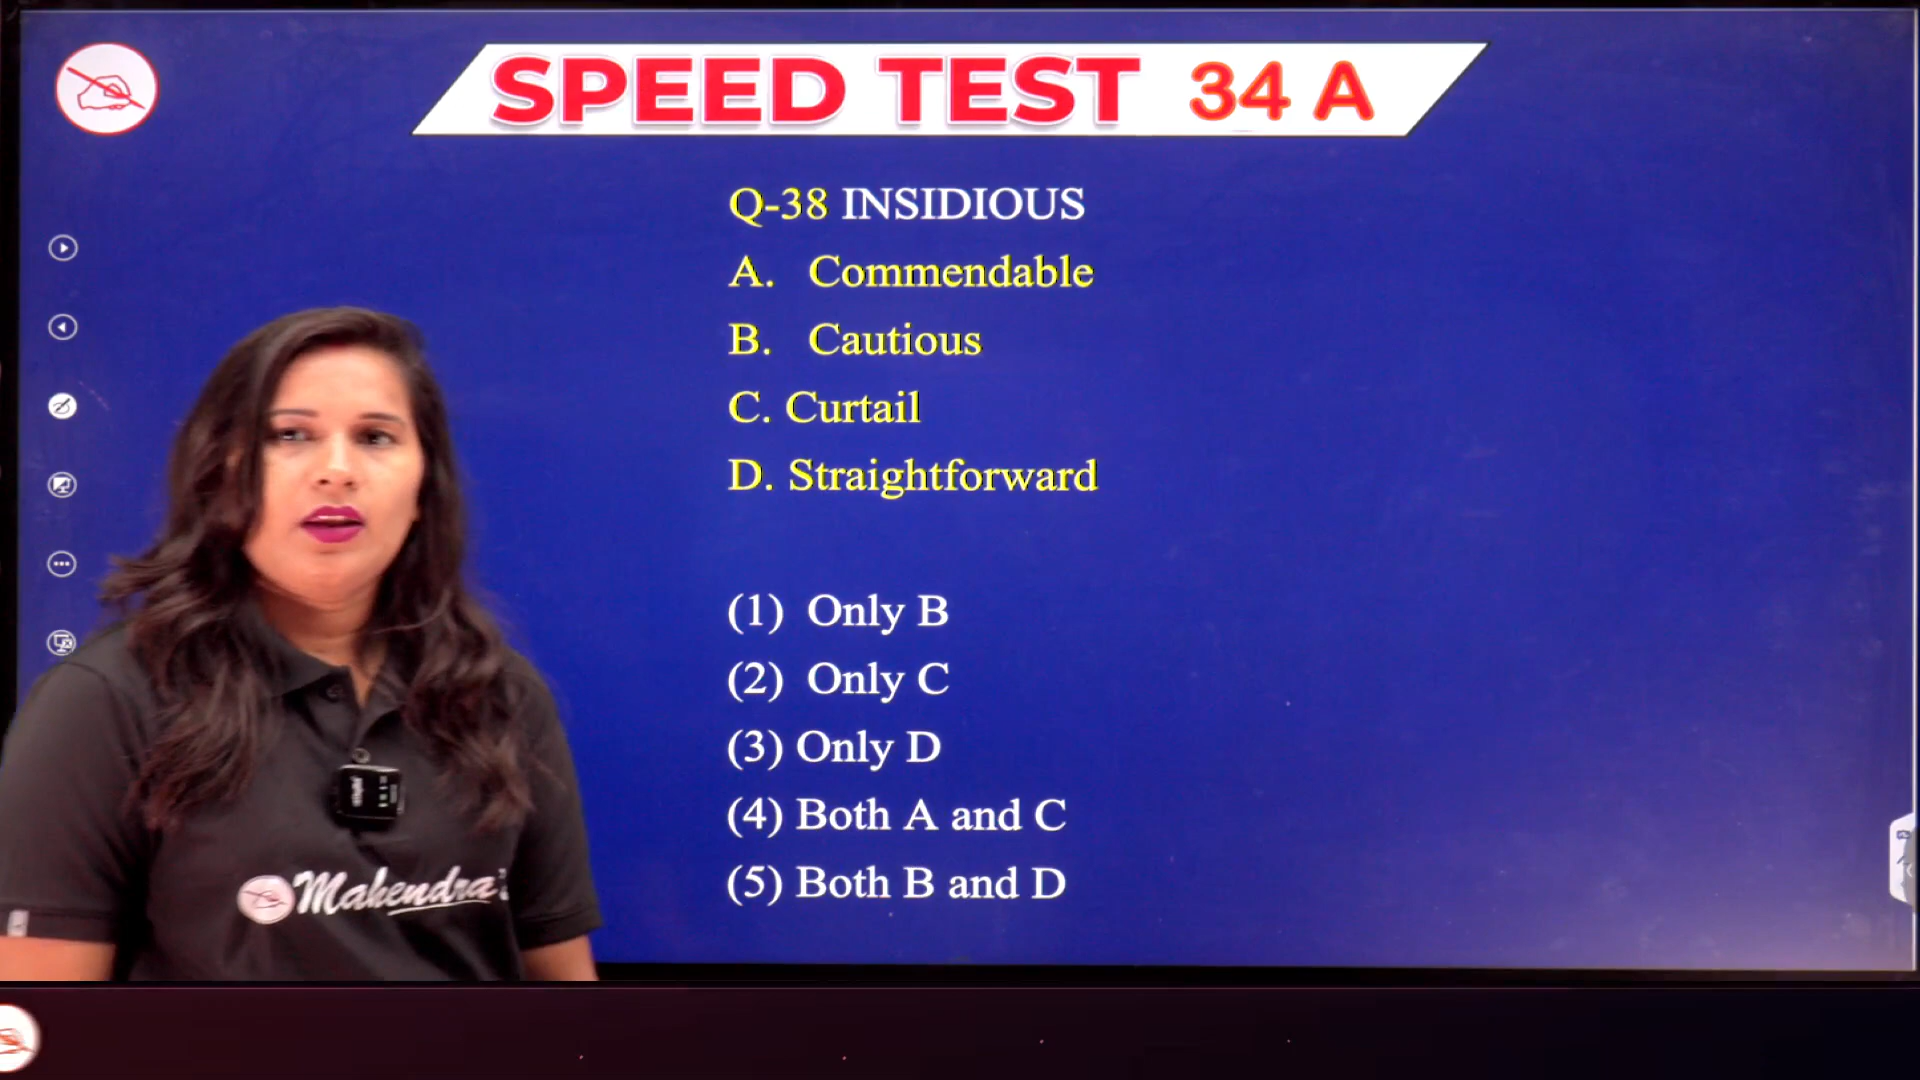 SPEED TEST 34 A
Q-38 INSIDIOUS
A. Commendable
B. Cautious
C. Curtail
D. Straightforward
(1) Only B
(2) Only C
(3) Only D
(4) Both A and C
(5) Both B and D
Mahendra's